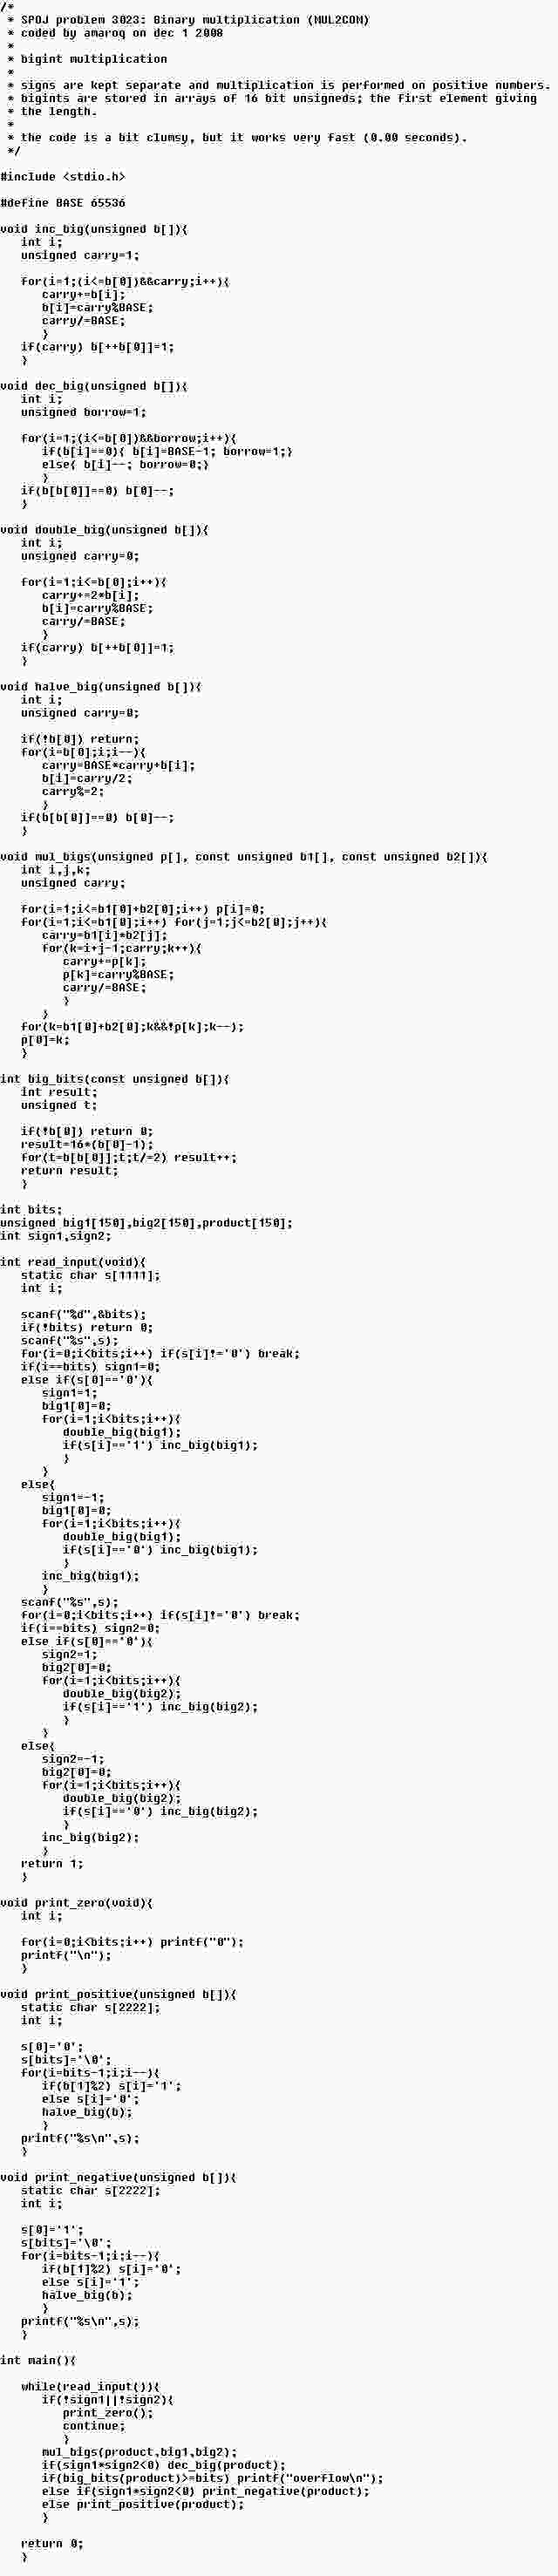 /*
 * SPOJ problem 3023: Binary multiplication (MUL2COM)
 * coded by amaroq on dec 1 2008
 *
 * bigint multiplication
 *
 * signs are kept separate and multiplication is performed on positive numbers.
 * bigints are stored in arrays of 16 bit unsigneds; the first element giving
 * the length.
 *
 * the code is a bit clumsy, but it works very fast (0.00 seconds).
 */

#include <stdio.h>

#define BASE 65536

void inc_big(unsigned b[]){
   int i;
   unsigned carry=1;

   for(i=1;(i<=b[0])&&carry;i++){
      carry+=b[i];
      b[i]=carry%BASE;
      carry/=BASE;
      }
   if(carry) b[++b[0]]=1;
   }

void dec_big(unsigned b[]){
   int i;
   unsigned borrow=1;

   for(i=1;(i<=b[0])&&borrow;i++){
      if(b[i]==0){ b[i]=BASE-1; borrow=1;}
      else{ b[i]--; borrow=0;}
      }
   if(b[b[0]]==0) b[0]--;
   }

void double_big(unsigned b[]){
   int i;
   unsigned carry=0;

   for(i=1;i<=b[0];i++){
      carry+=2*b[i];
      b[i]=carry%BASE;
      carry/=BASE;
      }
   if(carry) b[++b[0]]=1;
   }

void halve_big(unsigned b[]){
   int i;
   unsigned carry=0;

   if(!b[0]) return;
   for(i=b[0];i;i--){
      carry=BASE*carry+b[i];
      b[i]=carry/2;
      carry%=2;
      }
   if(b[b[0]]==0) b[0]--;
   }

void mul_bigs(unsigned p[], const unsigned b1[], const unsigned b2[]){
   int i,j,k;
   unsigned carry;

   for(i=1;i<=b1[0]+b2[0];i++) p[i]=0;
   for(i=1;i<=b1[0];i++) for(j=1;j<=b2[0];j++){
      carry=b1[i]*b2[j];
      for(k=i+j-1;carry;k++){
         carry+=p[k];
         p[k]=carry%BASE;
         carry/=BASE;
         }
      }
   for(k=b1[0]+b2[0];k&&!p[k];k--);
   p[0]=k;
   }

int big_bits(const unsigned b[]){
   int result;
   unsigned t;

   if(!b[0]) return 0;
   result=16*(b[0]-1);
   for(t=b[b[0]];t;t/=2) result++;
   return result;
   }

int bits;
unsigned big1[150],big2[150],product[150];
int sign1,sign2;

int read_input(void){
   static char s[1111];
   int i;

   scanf("%d",&bits);
   if(!bits) return 0;
   scanf("%s",s);
   for(i=0;i<bits;i++) if(s[i]!='0') break;
   if(i==bits) sign1=0;
   else if(s[0]=='0'){
      sign1=1;
      big1[0]=0;
      for(i=1;i<bits;i++){
         double_big(big1);
         if(s[i]=='1') inc_big(big1);
         }
      }
   else{
      sign1=-1;
      big1[0]=0;
      for(i=1;i<bits;i++){
         double_big(big1);
         if(s[i]=='0') inc_big(big1);
         }
      inc_big(big1);
      }
   scanf("%s",s);
   for(i=0;i<bits;i++) if(s[i]!='0') break;
   if(i==bits) sign2=0;
   else if(s[0]=='0'){
      sign2=1;
      big2[0]=0;
      for(i=1;i<bits;i++){
         double_big(big2);
         if(s[i]=='1') inc_big(big2);
         }
      }
   else{
      sign2=-1;
      big2[0]=0;
      for(i=1;i<bits;i++){
         double_big(big2);
         if(s[i]=='0') inc_big(big2);
         }
      inc_big(big2);
      }
   return 1;
   }

void print_zero(void){
   int i;

   for(i=0;i<bits;i++) printf("0");
   printf("\n");
   }

void print_positive(unsigned b[]){
   static char s[2222];
   int i;

   s[0]='0';
   s[bits]='\0';
   for(i=bits-1;i;i--){
      if(b[1]%2) s[i]='1';
      else s[i]='0';
      halve_big(b);
      }
   printf("%s\n",s);
   }

void print_negative(unsigned b[]){
   static char s[2222];
   int i;

   s[0]='1';
   s[bits]='\0';
   for(i=bits-1;i;i--){
      if(b[1]%2) s[i]='0';
      else s[i]='1';
      halve_big(b);
      }
   printf("%s\n",s);
   }

int main(){

   while(read_input()){
      if(!sign1||!sign2){
         print_zero();
         continue;
         }
      mul_bigs(product,big1,big2);
      if(sign1*sign2<0) dec_big(product);
      if(big_bits(product)>=bits) printf("overflow\n");
      else if(sign1*sign2<0) print_negative(product);
      else print_positive(product);
      }

   return 0;
   }